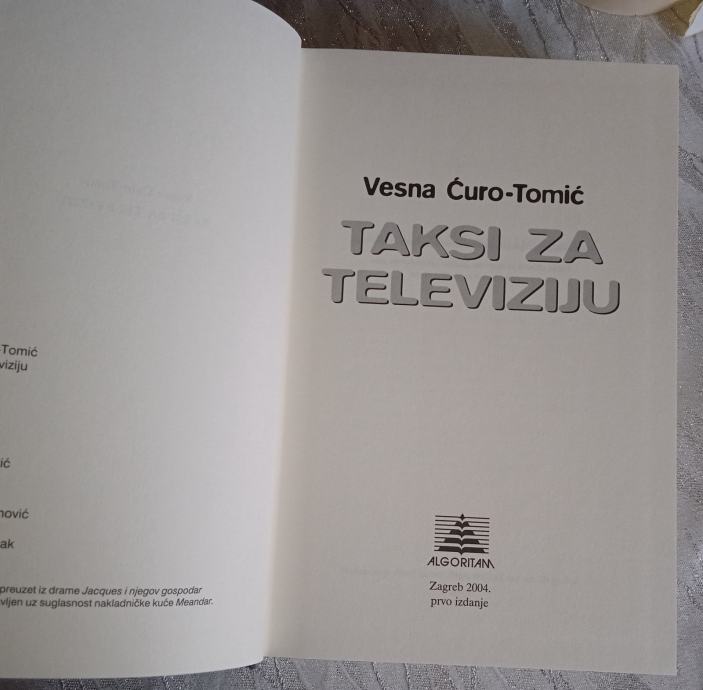 -Tomić
viziju
ić
nović
ak
preuzet iz drame Jacques i njegov gospodar
vljen uz suglasnost nakladničke kuće Meandar.
Vesna Ćuro-Tomić
TAKSI ZA
TELEVIZIJU
ALGORITAM
Zagreb 2004.
prvo izdanje